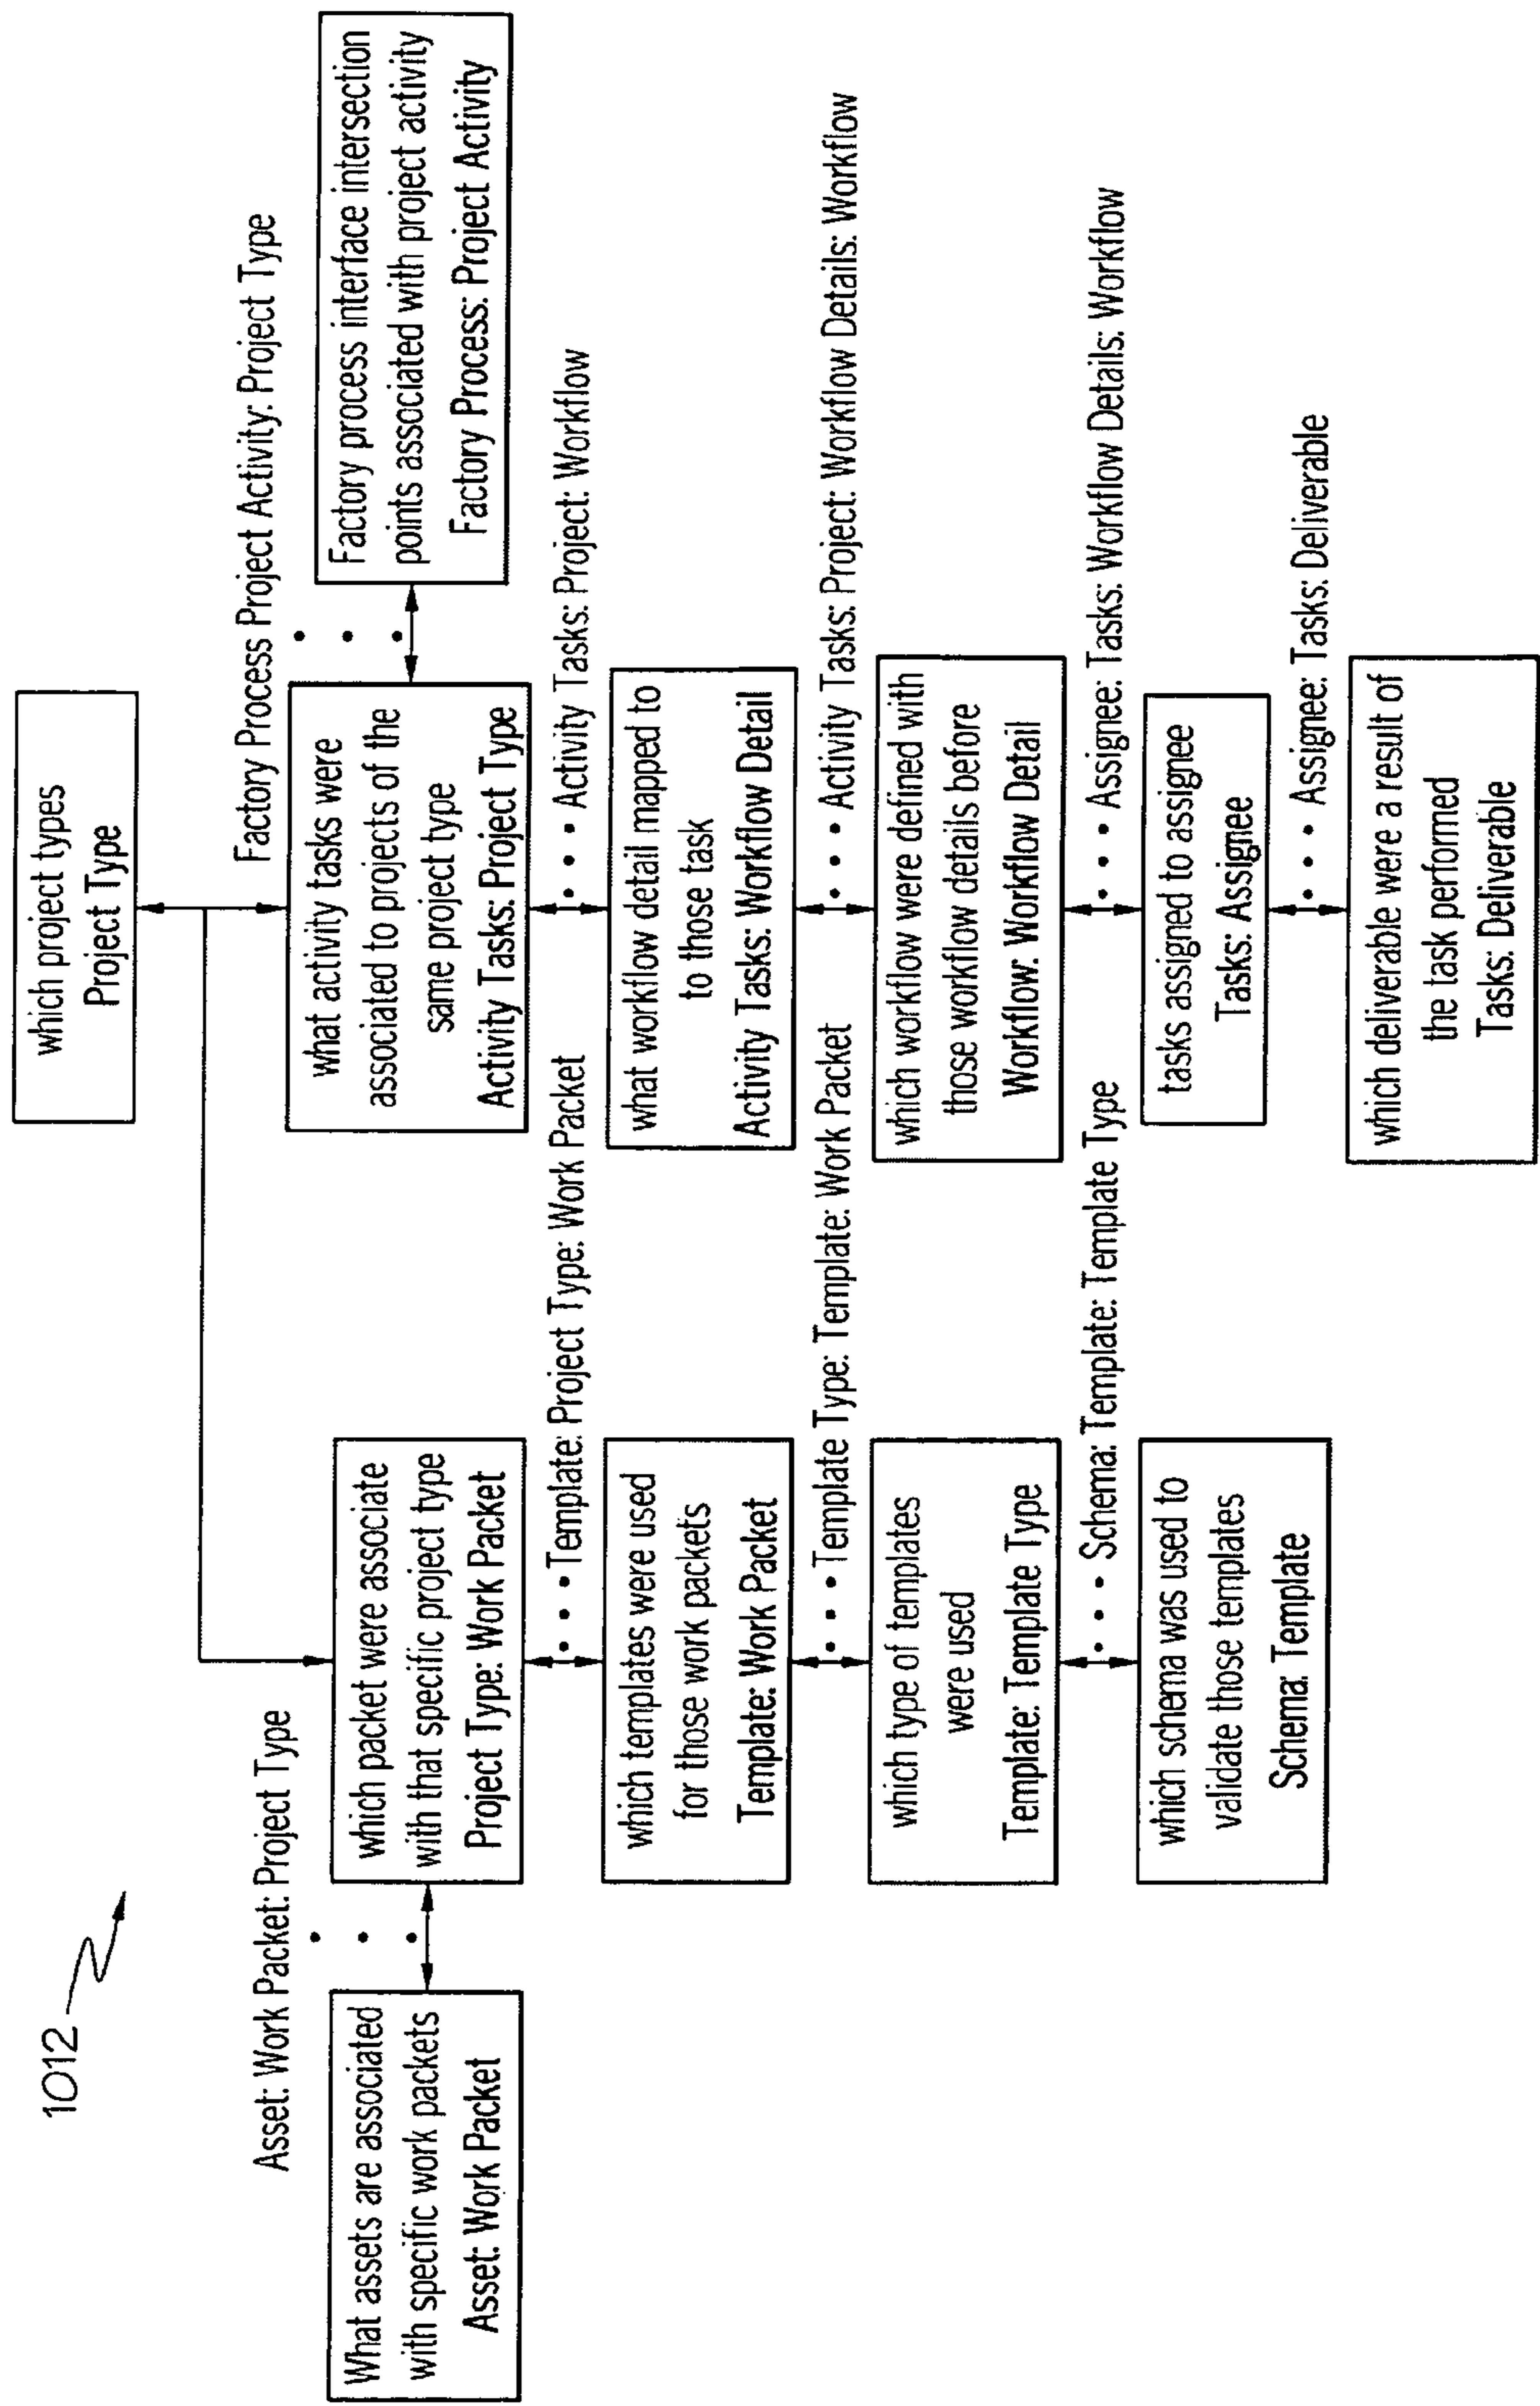 1012
which project types
Project Type
Asset: Work Packet: Project Type
Factory Process Project Activity: Project Type
What assets are associated
with specific work packets
Asset: Work Packet
which packet were associate
with that specific project type
Project Type: Work Packet
what activity tasks were
associated to projects of the
same project type
Activity Tasks: Project Type
Factory process interface intersection
points associated with project activity
Factory Process: Project Activity
Template: Project Type: Work Packet
Activity Tasks: Project: Workflow
which templates were used
for those work packets
Template: Work Packet
what workflow detail mapped to
to those task
Activity Tasks: Workflow Detail
Template Type: Template: Work Packet
Activity Tasks: Project: Workflow Details: Workflow
which type of templates
were used
Template: Template Type
which workflow were defined with
those workflow details before
Workflow: Workflow Detail
Schema: Template: Template Type
Assignee: Tasks: Workflow Details: Workflow
which schema was used to
validate those templates
Schema: Template
tasks assigned to assignee
Tasks: Assignee
Assignee: Tasks: Deliverable
which deliverable were a result of
the task performed
Tasks: Deliverable